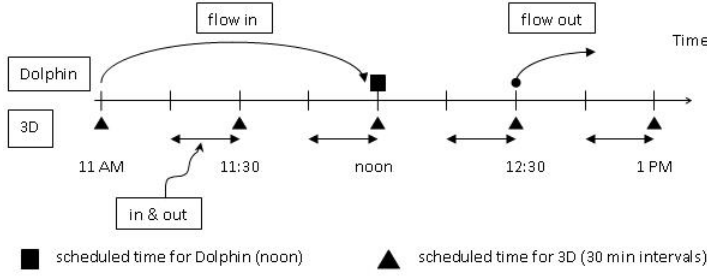 flow in
flow out
Time
Dolphin
3D
11 AM
11:30
noon
12:30
1 PM
in & out
scheduled time for Dolphin (noon)
scheduled time for 3D (30 min intervals)